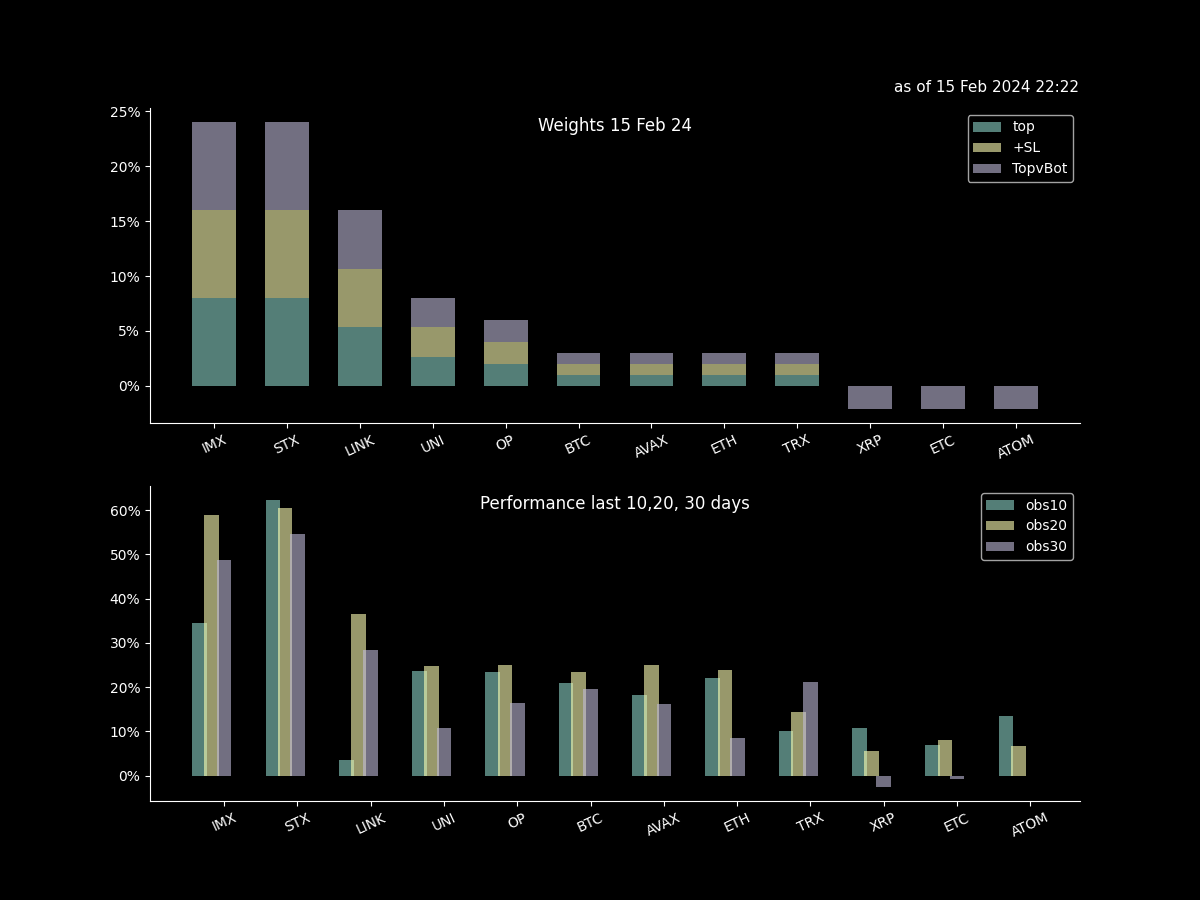 as of 15 Feb 2024 22:22
Weights 15 Feb 24
top
+SL
TopvBot
25%
20%
15%
10%
5%
0%
IMX STX LINK UNI OP BTC AVAX ETH TRX XRP ETC ATOM
Performance last 10,20, 30 days
obs10
obs20
obs30
60%
50%
40%
30%
20%
10%
0%
IMX STX LINK UNI OP BTC AVAX ETH TRX XRP ETC ATOM